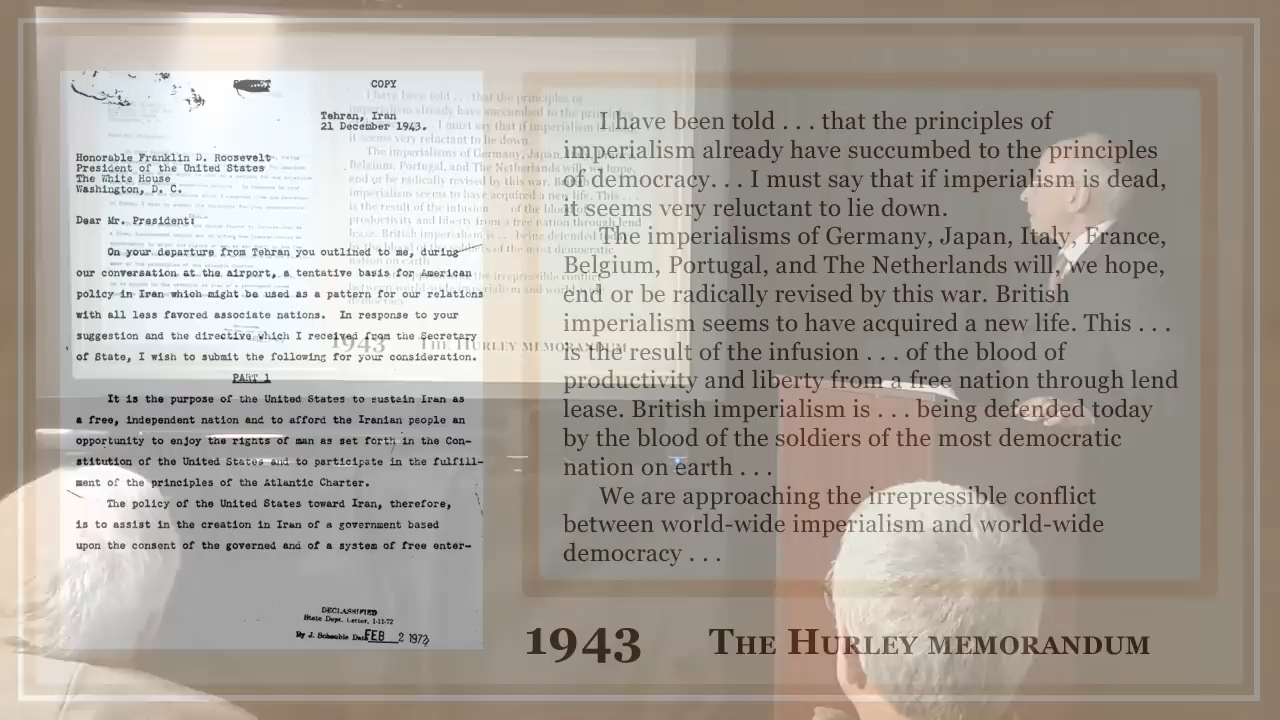 COPY
Tehran, Iran
21 December 1943.
Honorable Franklin D. Roosevelt
President of the United States
The White House
Washington, D. C.
Dear Mr. President:
On your departure from Tehran you outlined to me, during
our conversation at the airport, a tentative basis for American
policy in Iran which might be used as a pattern for our relations
with all less favored associate nations. In response to your
suggestion and the directive which I received from the Secretary
of State, I wish to submit the following for your consideration.
PART 1
It is the purpose of the United States to sustain Iran as
a free, independent nation and to afford the Iranian people an
opportunity to enjoy the rights of man as set forth in the Con-
stitution of the United States and to participate in the fulfill-
ment of the principles of the Atlantic Charter.
The policy of the United States toward Iran, therefore,
is to assist in the creation in Iran of a government based
upon the consent of the governed and of a system of free enter-
DECLASSIFIED
State Dept. Letter, 1-11-72
By J. Schauble Date FEB 2 1972
I have been told . . . that the principles of
imperialism already have succumbed to the principles
of democracy. . . I must say that if imperialism is dead,
it seems very reluctant to lie down.
The imperialisms of Germany, Japan, Italy, France,
Belgium, Portugal, and The Netherlands will, we hope,
end or be radically revised by this war. British
imperialism seems to have acquired a new life. This . . .
is the result of the infusion . . . of the blood of
productivity and liberty from a free nation through lend
lease. British imperialism is . . . being defended today
by the blood of the soldiers of the most democratic
nation on earth . . .
We are approaching the irrepressible conflict
between world-wide imperialism and world-wide
democracy . . .
1943 THE HURLEY MEMORANDUM